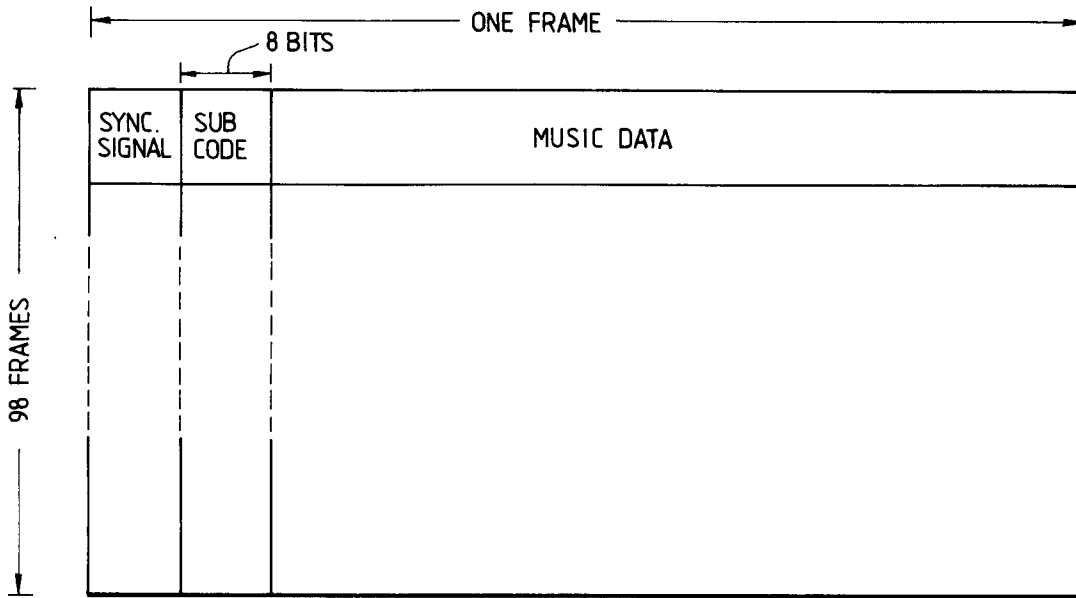 ONE FRAME
8 BITS
SYNC.
SIGNAL
SUB
CODE
MUSIC DATA
98 FRAMES